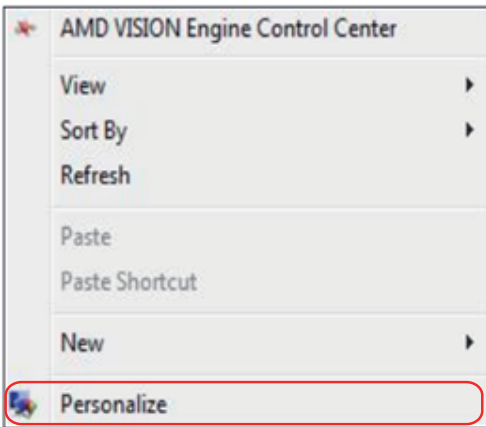 AMD VISION Engine Control Center
View
Sort By
Refresh
Paste
Paste Shortcut
New
Personalize